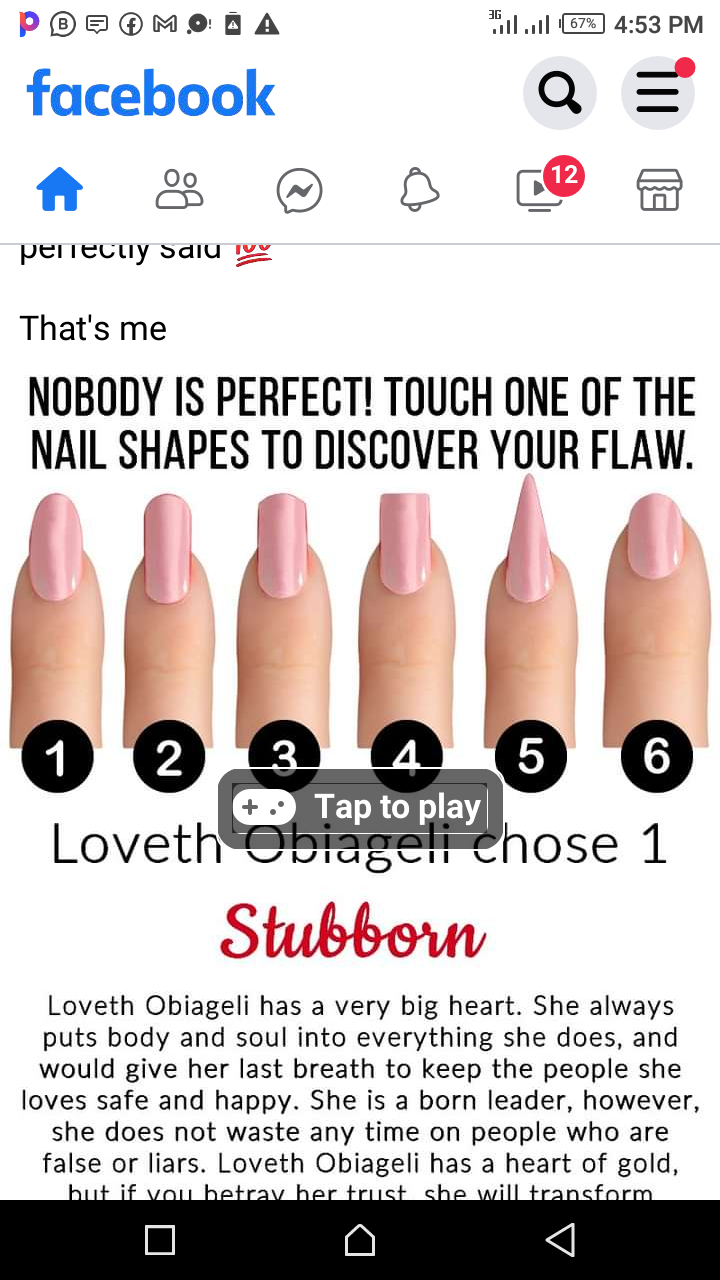 3G 67% 4:53 PM
facebook
12
perfectly said 💯
That's me
NOBODY IS PERFECT! TOUCH ONE OF THE
NAIL SHAPES TO DISCOVER YOUR FLAW.
1 2 3 4 5 6
Tap to play
Loveth Obiageli chose 1
Stubborn
Loveth Obiageli has a very big heart. She always
puts body and soul into everything she does, and
would give her last breath to keep the people she
loves safe and happy. She is a born leader, however,
she does not waste any time on people who are
false or liars. Loveth Obiageli has a heart of gold,
but if you betray her trust, she will transform